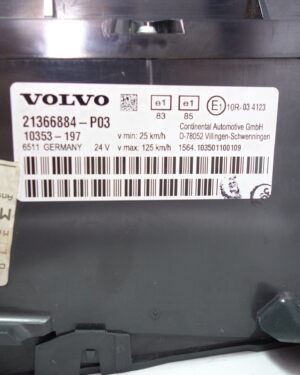 VOLVO
e1 83
e1 85
E1 10R-03 4123
21366884-P03
Continental Automotive GmbH
10353-197
v min: 25 km/h
D-78052 Villingen-Schwenningen
6511 GERMANY
24 V
v max: 125 km/h
1564.103501100109